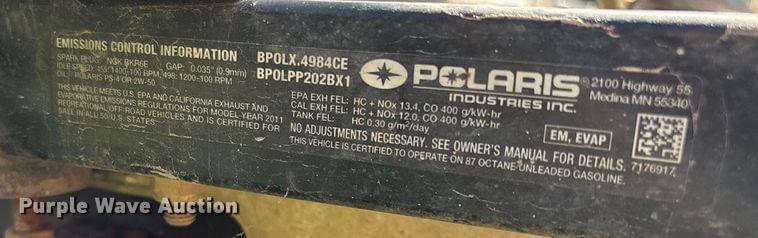 EMISSIONS CONTROL INFORMATION
SPARK PLUG: NGK BKR6E GAP: 0.035" (0.9mm)
IDLE SPEED: 455: 1400±100 RPM, 498: 1200±100 RPM
OIL: POLARIS PS-4 OR 2W-50
THIS VEHICLE MEETS U.S. EPA AND CALIFORNIA EXHAUST AND
EVAPORATIVE EMISSIONS REGULATIONS FOR MODEL YEAR 2011
RECREATIONAL/OFF-ROAD VEHICLES AND IS CERTIFIED FOR
SALE IN ALL 50 U.S. STATES.
BPOLX.4984CE
BPOLPP202BX1
POLARIS
INDUSTRIES INC.
2100 Highway 55
Medina MN 55340
EPA EXH FEL: HC + NOx 13.4, CO 400 g/kW-hr
CAL EXH FEL: HC + NOx 12.0, CO 400 g/kW-hr
TANK FEL: HC 0.30 g/m²/day
EM, EVAP
NO ADJUSTMENTS NECESSARY. SEE OWNER'S MANUAL FOR DETAILS. 7176917
THIS VEHICLE IS CERTIFIED TO OPERATE ON 87 OCTANE UNLEADED GASOLINE.
Purple Wave Auction